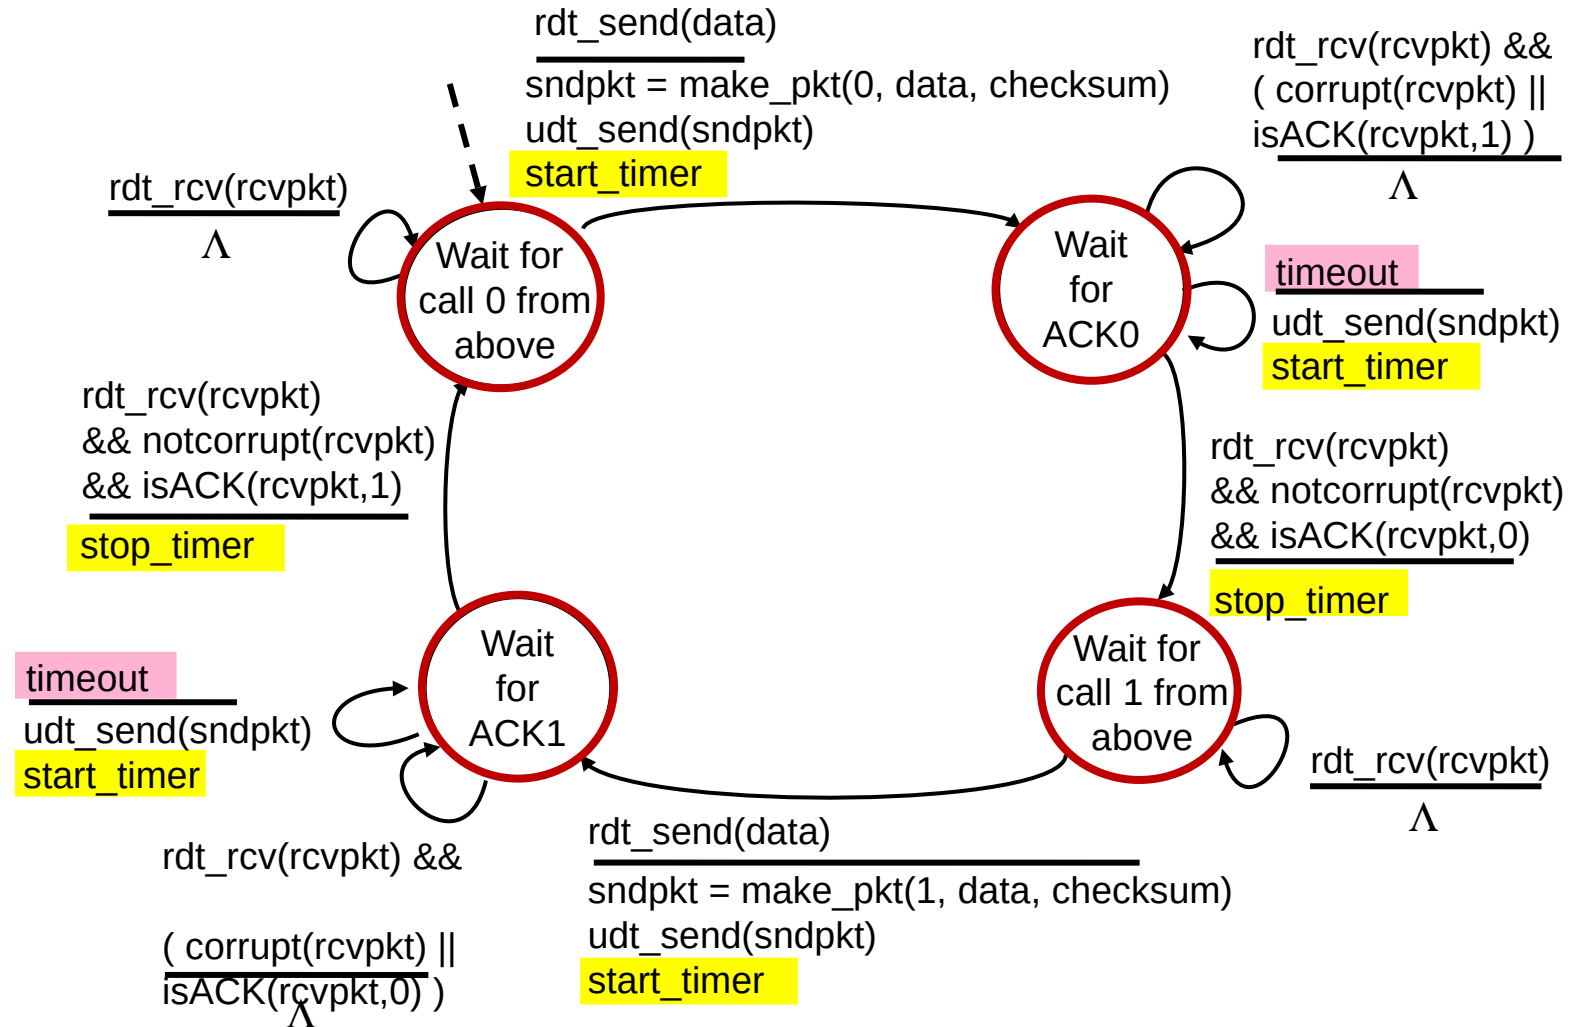 rdt_send(data)
sndpkt = make_pkt(0, data, checksum)
udt_send(sndpkt)
start_timer
rdt_rcv(rcvpkt) &&
( corrupt(rcvpkt) ||
isACK(rcvpkt,1) )
Λ
rdt_rcv(rcvpkt)
Λ
Wait for
call 0 from
above
Wait
for
ACK0
timeout
udt_send(sndpkt)
start_timer
rdt_rcv(rcvpkt)
&& notcorrupt(rcvpkt)
&& isACK(rcvpkt,1)
stop_timer
rdt_rcv(rcvpkt)
&& notcorrupt(rcvpkt)
&& isACK(rcvpkt,0)
stop_timer
Wait
for
ACK1
Wait for
call 1 from
above
timeout
udt_send(sndpkt)
start_timer
rdt_rcv(rcvpkt)
Λ
rdt_rcv(rcvpkt) &&
( corrupt(rcvpkt) ||
isACK(rcvpkt,0) )
Λ
rdt_send(data)
sndpkt = make_pkt(1, data, checksum)
udt_send(sndpkt)
start_timer